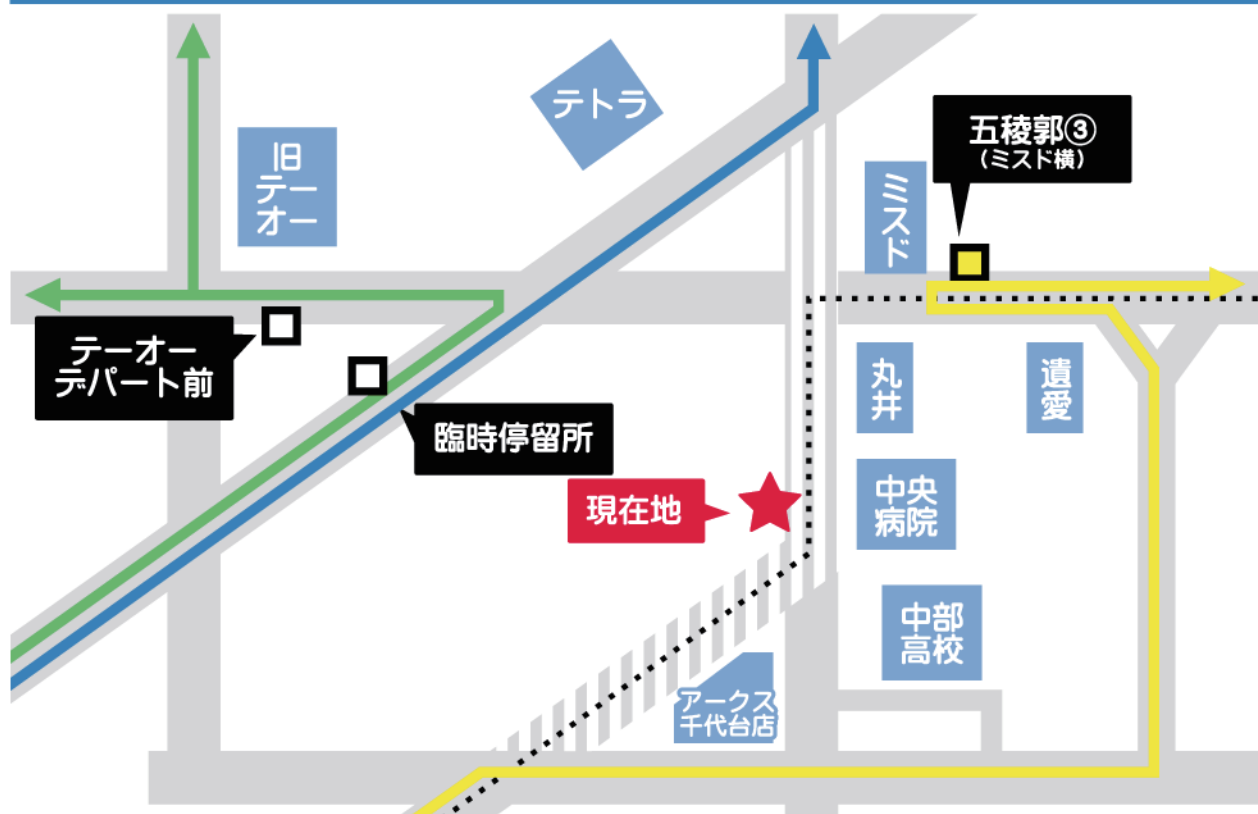 テトラ
旧
テー
オー
五稜郭③
(ミスド横)
ミスド
テーオー
デパート前
臨時停留所
丸井
遺愛
現在地
中央
病院
中部
高校
アークス
千代台店